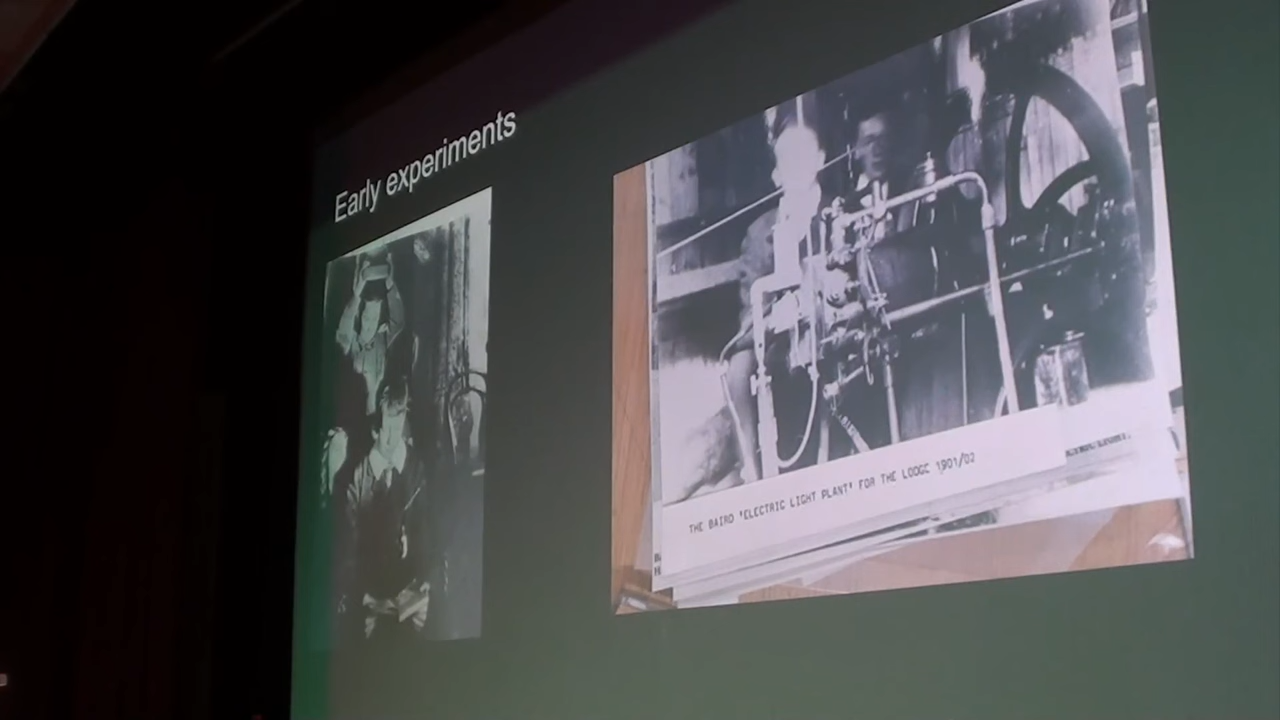 Early experiments
THE BAIRD 'ELECTRIC LIGHT PLANT' FOR THE LODGE 1901/02